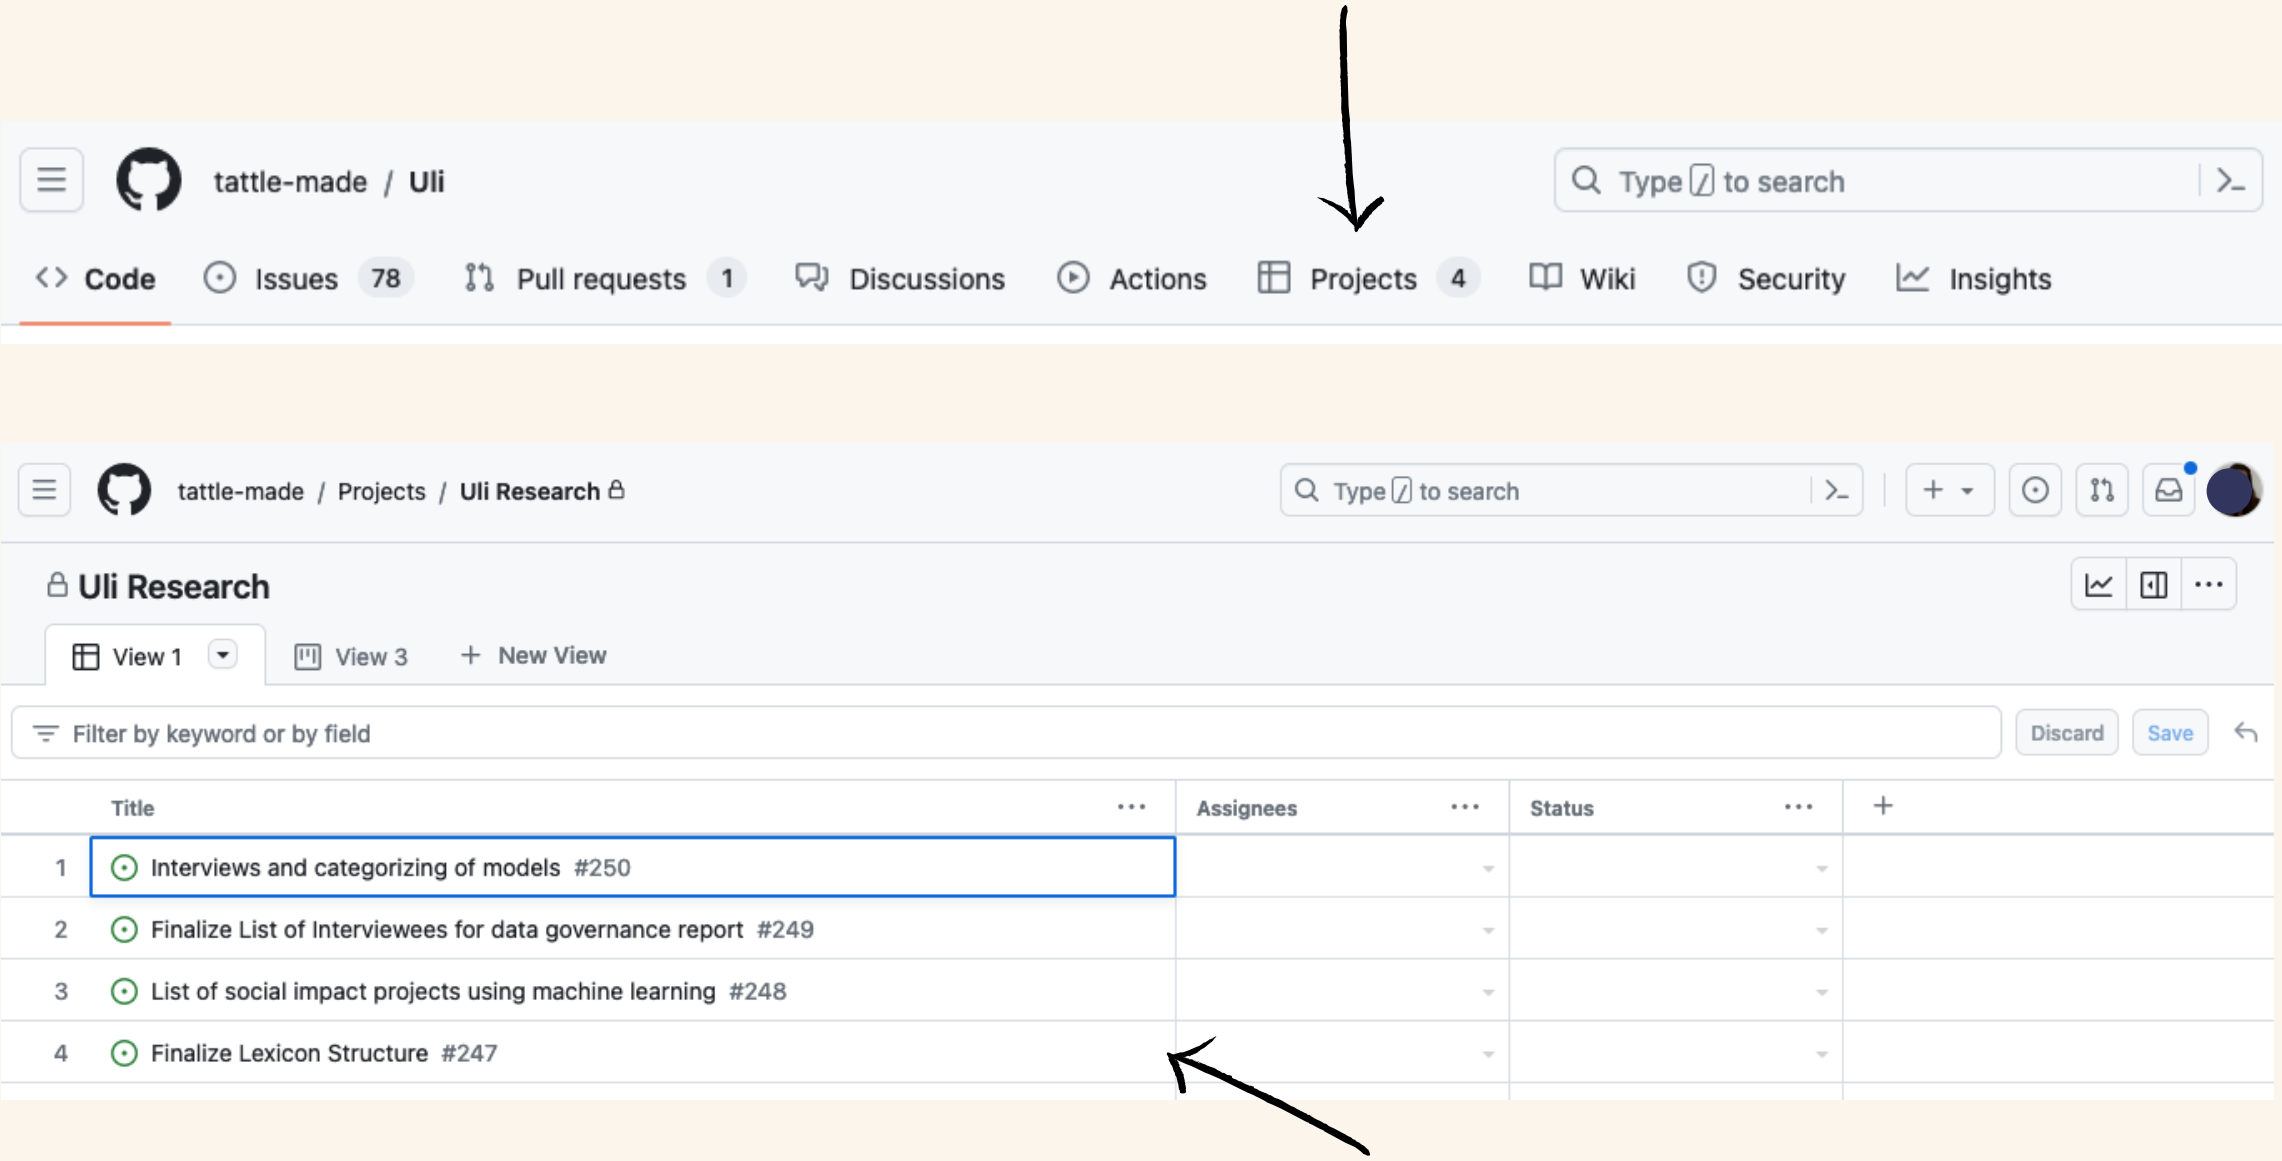 tattle-made / Uli
Type / to search
Code Issues 78 Pull requests 1 Discussions Actions Projects 4 Wiki Security Insights
tattle-made / Projects / Uli Research
Type / to search
Uli Research
View 1 View 3 + New View
Filter by keyword or by field Discard Save
Title Assignees Status
1 Interviews and categorizing of models #250
2 Finalize List of Interviewees for data governance report #249
3 List of social impact projects using machine learning #248
4 Finalize Lexicon Structure #247